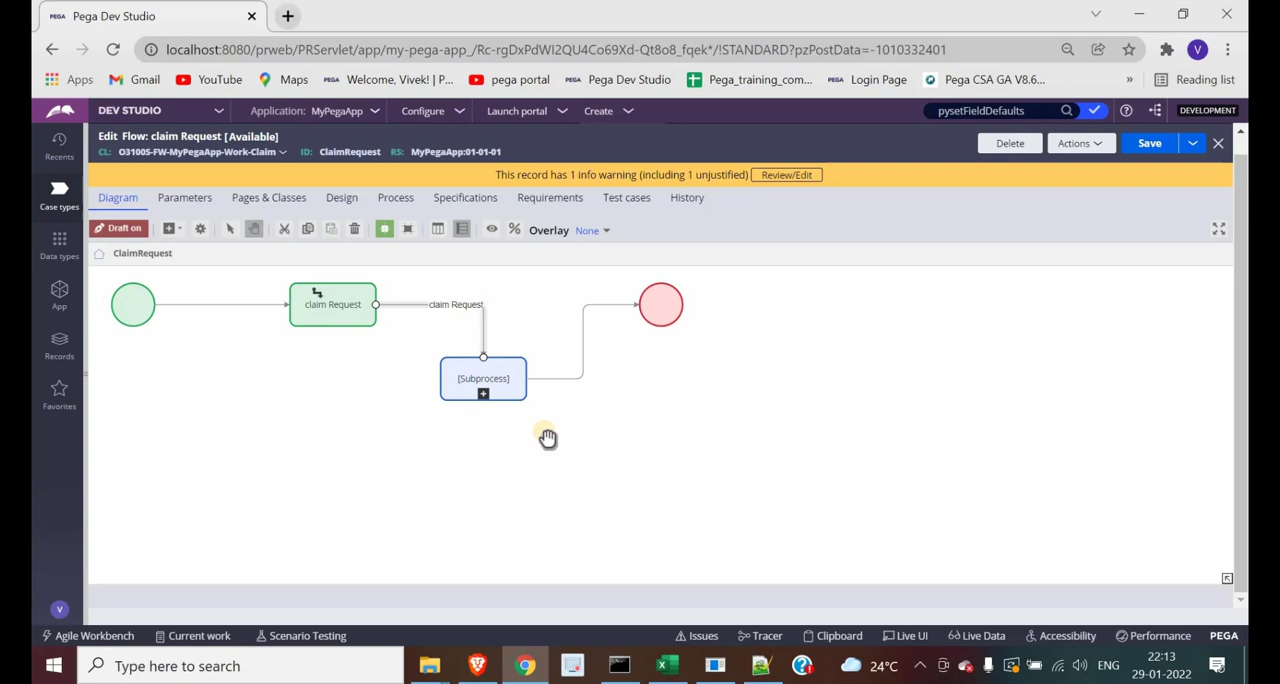 PEGA Pega Dev Studio
localhost:8080/prweb/PRServlet/app/my-pega-app_/Rc-rgDxPdWI2QU4Co69Xd-Qt8o8_fqek*/!STANDARD?pzPostData=-1010332401
V
Apps Gmail YouTube Maps PEGA Welcome, Vivek! | P... pega portal PEGA Pega Dev Studio Pega_training_com... PEGA Login Page Pega CSA GA V8.6... » Reading list
DEV STUDIO Application: MyPegaApp Configure Launch portal Create pysetFieldDefaults DEVELOPMENT
Edit Flow: claim Request [Available]
CL: O3100S-FW-MyPegaApp-Work-Claim ID: ClaimRequest RS: MyPegaApp:01-01-01
Delete Actions Save
This record has 1 info warning (including 1 unjustified) Review/Edit
Diagram Parameters Pages & Classes Design Process Specifications Requirements Test cases History
Draft on Overlay None
ClaimRequest
claim Request claim Request
[Subprocess]
Recents
Case types
Data types
App
Records
Favorites
V
Agile Workbench Current work Scenario Testing Issues Tracer Clipboard Live UI Live Data Accessibility Performance PEGA
Type here to search
24°C ENG
22:13
29-01-2022